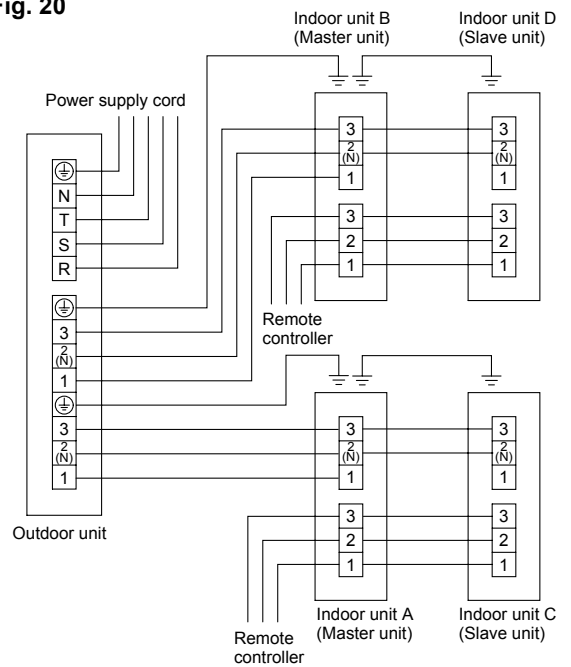 Fig. 20
Indoor unit B
(Master unit)
Indoor unit D
(Slave unit)
Power supply cord
N
T
S
R
3
2
(N)
1
3
2
(N)
1
Outdoor unit
3
2
(N)
1
3
2
1
3
2
(N)
1
3
2
1
Remote
controller
3
2
(N)
1
3
2
1
3
2
(N)
1
3
2
1
Remote
controller
Indoor unit A
(Master unit)
Indoor unit C
(Slave unit)